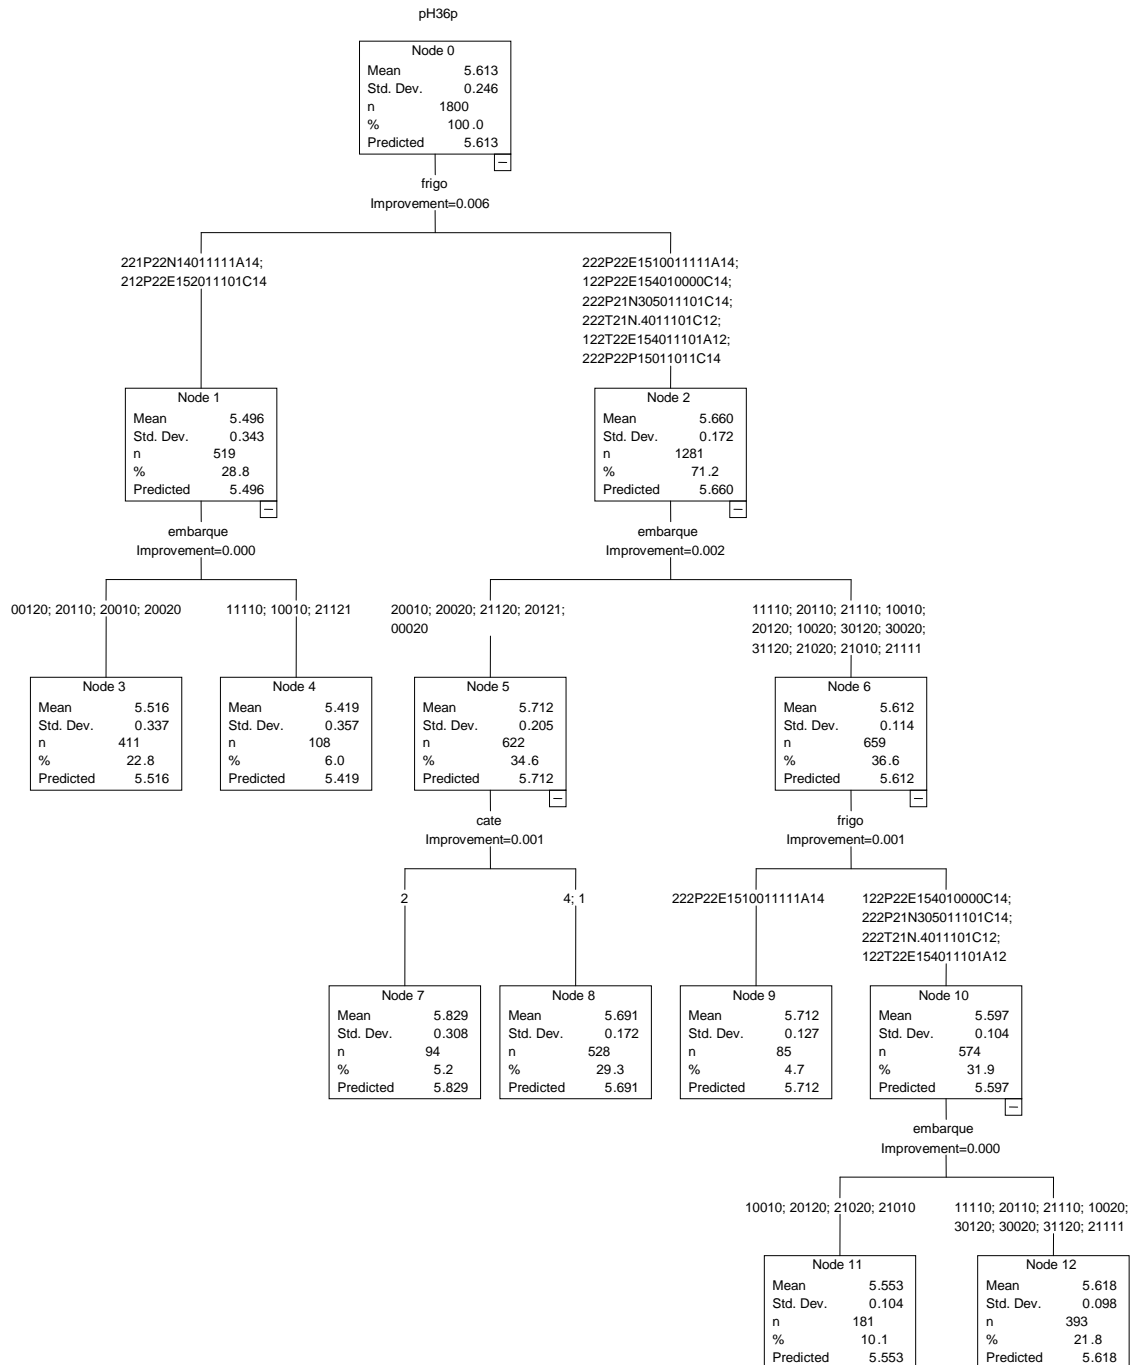 pH36p
Node 0
Mean 5.613
Std. Dev. 0.246
n 1800
% 100.0
Predicted 5.613
frigo
Improvement=0.006
221P22N14011111A14;
212P22E152011101C14
222P22E1510011111A14;
122P22E154010000C14;
222P21N305011101C14;
222T21N.4011101C12;
122T22E154011101A12;
222P22P15011011C14
Node 1
Mean 5.496
Std. Dev. 0.343
n 519
% 28.8
Predicted 5.496
Node 2
Mean 5.660
Std. Dev. 0.172
n 1281
% 71.2
Predicted 5.660
embarque
Improvement=0.000
embarque
Improvement=0.002
00120; 20110; 20010; 20020
11110; 10010; 21121
20010; 20020; 21120; 20121;
00020
11110; 20110; 21110; 10010;
20120; 10020; 30120; 30020;
31120; 21020; 21010; 21111
Node 3
Mean 5.516
Std. Dev. 0.337
n 411
% 22.8
Predicted 5.516
Node 4
Mean 5.419
Std. Dev. 0.357
n 108
% 6.0
Predicted 5.419
Node 5
Mean 5.712
Std. Dev. 0.205
n 622
% 34.6
Predicted 5.712
Node 6
Mean 5.612
Std. Dev. 0.114
n 659
% 36.6
Predicted 5.612
cate
Improvement=0.001
frigo
Improvement=0.001
2
4; 1
222P22E1510011111A14
122P22E154010000C14;
222P21N305011101C14;
222T21N.4011101C12;
122T22E154011101A12
Node 7
Mean 5.829
Std. Dev. 0.308
n 94
% 5.2
Predicted 5.829
Node 8
Mean 5.691
Std. Dev. 0.172
n 528
% 29.3
Predicted 5.691
Node 9
Mean 5.712
Std. Dev. 0.127
n 85
% 4.7
Predicted 5.712
Node 10
Mean 5.597
Std. Dev. 0.104
n 574
% 31.9
Predicted 5.597
embarque
Improvement=0.000
10010; 20120; 21020; 21010
11110; 20110; 21110; 10020;
30120; 30020; 31120; 21111
Node 11
Mean 5.553
Std. Dev. 0.104
n 181
% 10.1
Predicted 5.553
Node 12
Mean 5.618
Std. Dev. 0.098
n 393
% 21.8
Predicted 5.618